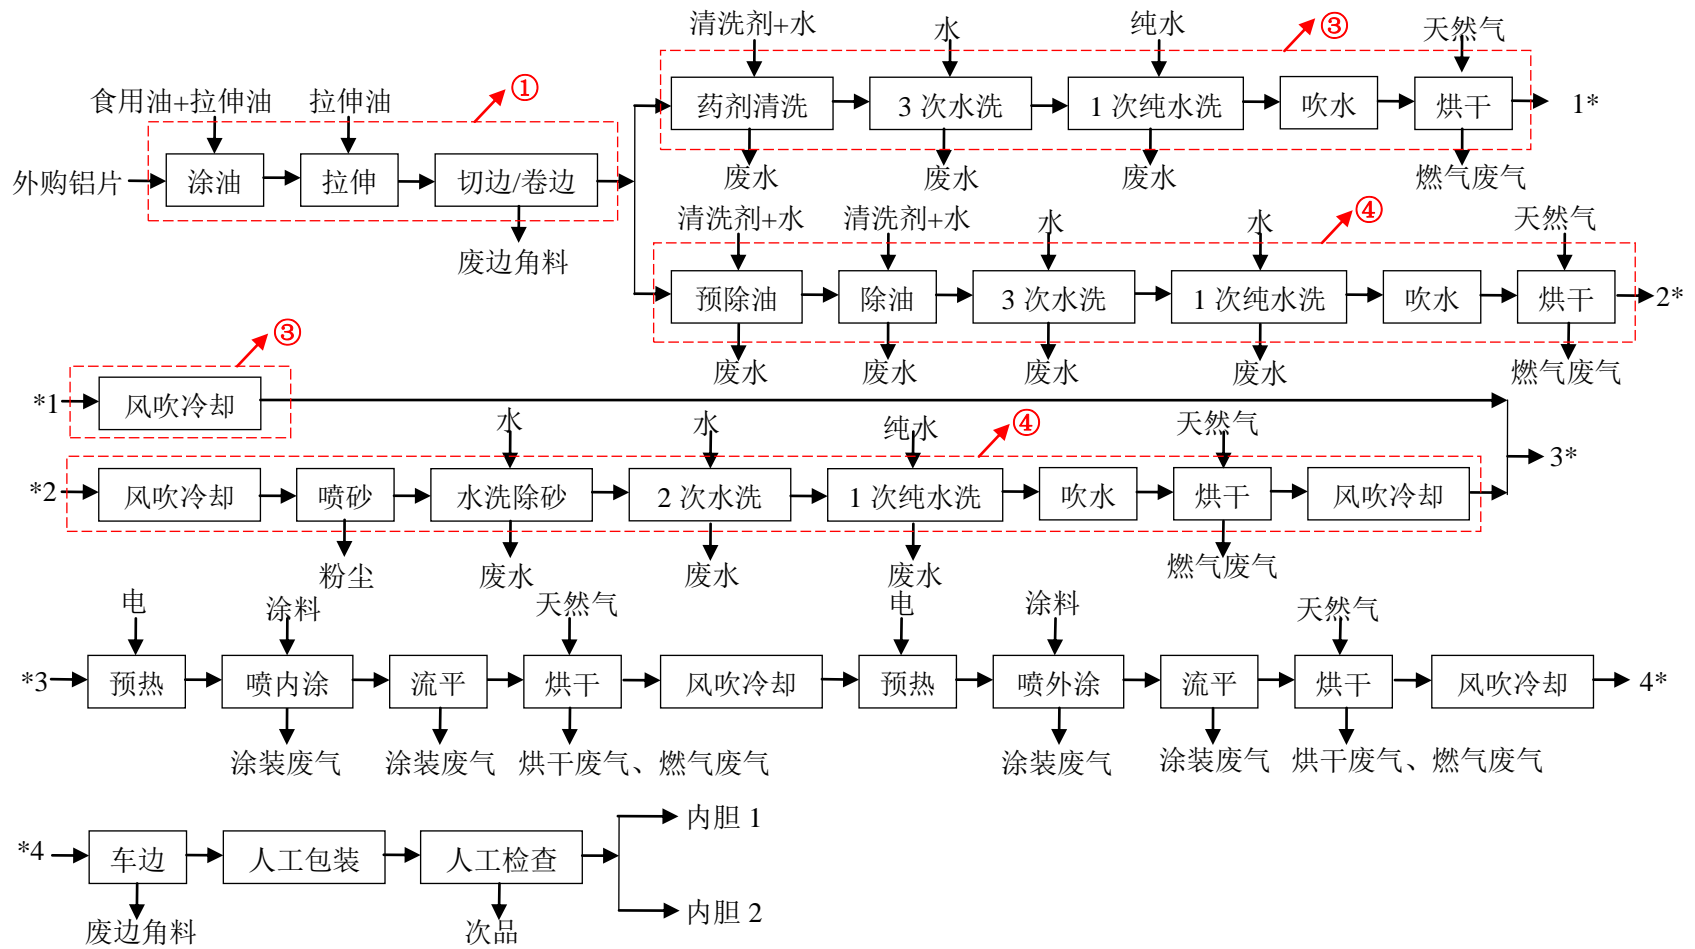 清洗剂+水 水 纯水 ③ 天然气
食用油+拉伸油 拉伸油 ①
药剂清洗 3 次水洗 1 次纯水洗 吹水 烘干 1*
外购铝片 涂油 拉伸 切边/卷边
废水 废水 废水 燃气废气
废边角料
清洗剂+水 清洗剂+水 水 水 ④ 天然气
预除油 除油 3 次水洗 1 次纯水洗 吹水 烘干 2*
废水 废水 废水 废水 燃气废气
③
*1 风吹冷却
水 水 纯水 ④ 天然气
3*
*2 风吹冷却 喷砂 水洗除砂 2 次水洗 1 次纯水洗 吹水 烘干 风吹冷却
粉尘 废水 废水 废水 燃气废气
电 涂料 天然气 电 涂料 天然气
*3 预热 喷内涂 流平 烘干 风吹冷却 预热 喷外涂 流平 烘干 风吹冷却 4*
涂装废气 涂装废气 烘干废气、燃气废气 涂装废气 涂装废气 烘干废气、燃气废气
内胆 1
*4 车边 人工包装 人工检查
内胆 2
废边角料 次品